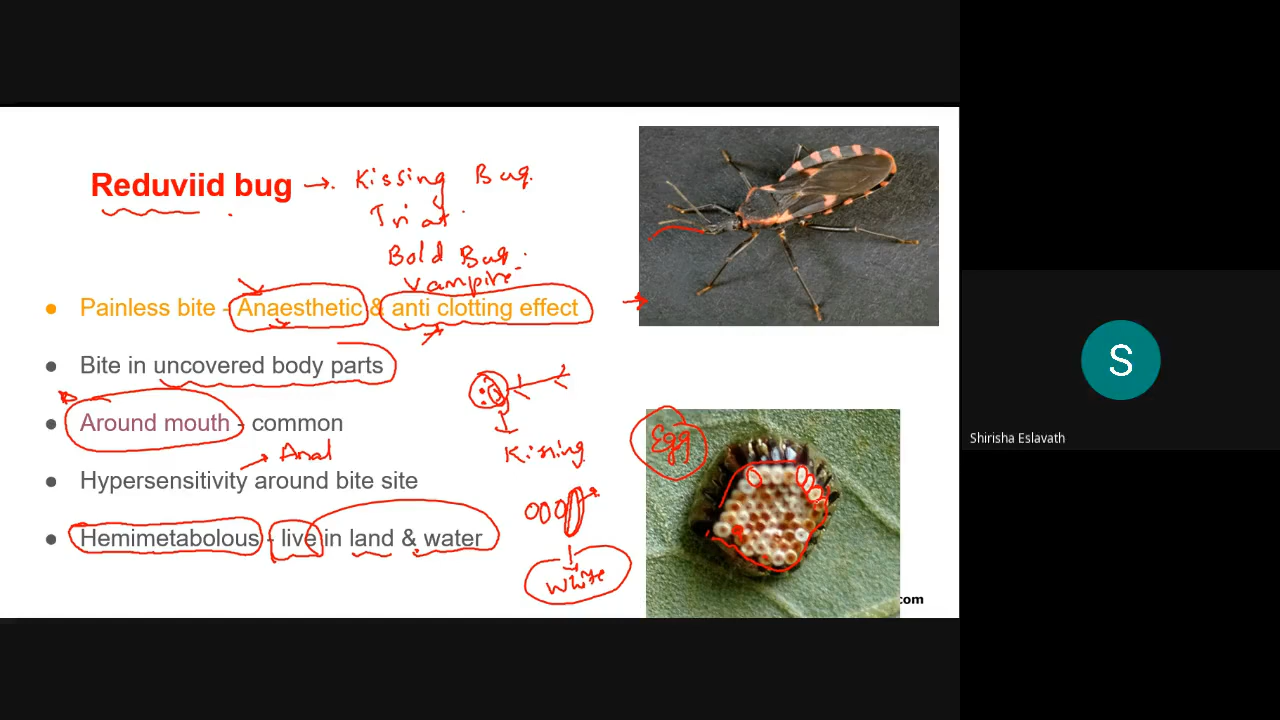 Reduviid bug → Kissing Bug.
Triat.
Bold Bug.
Vampire
● Painless bite - Anaesthetic & anti clotting effect
● Bite in uncovered body parts
● Around mouth - common
Kissing
Anal
● Hypersensitivity around bite site
● Hemimetabolous - live in land & water
White
Egg
com
S
Shirisha Eslavath